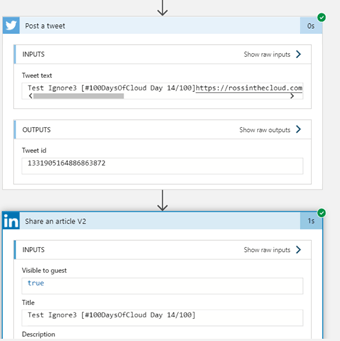 Post a tweet
0s
INPUTS
Show raw inputs
Tweet text
Test Ignore3 [#100DaysOfCloud Day 14/100]https://rossinthecloud.com
OUTPUTS
Show raw outputs
Tweet id
1331905164886863872
in
Share an article V2
1s
INPUTS
Show raw inputs
Visible to guest
true
Title
Test Ignore3 [#100DaysOfCloud Day 14/100]
Description